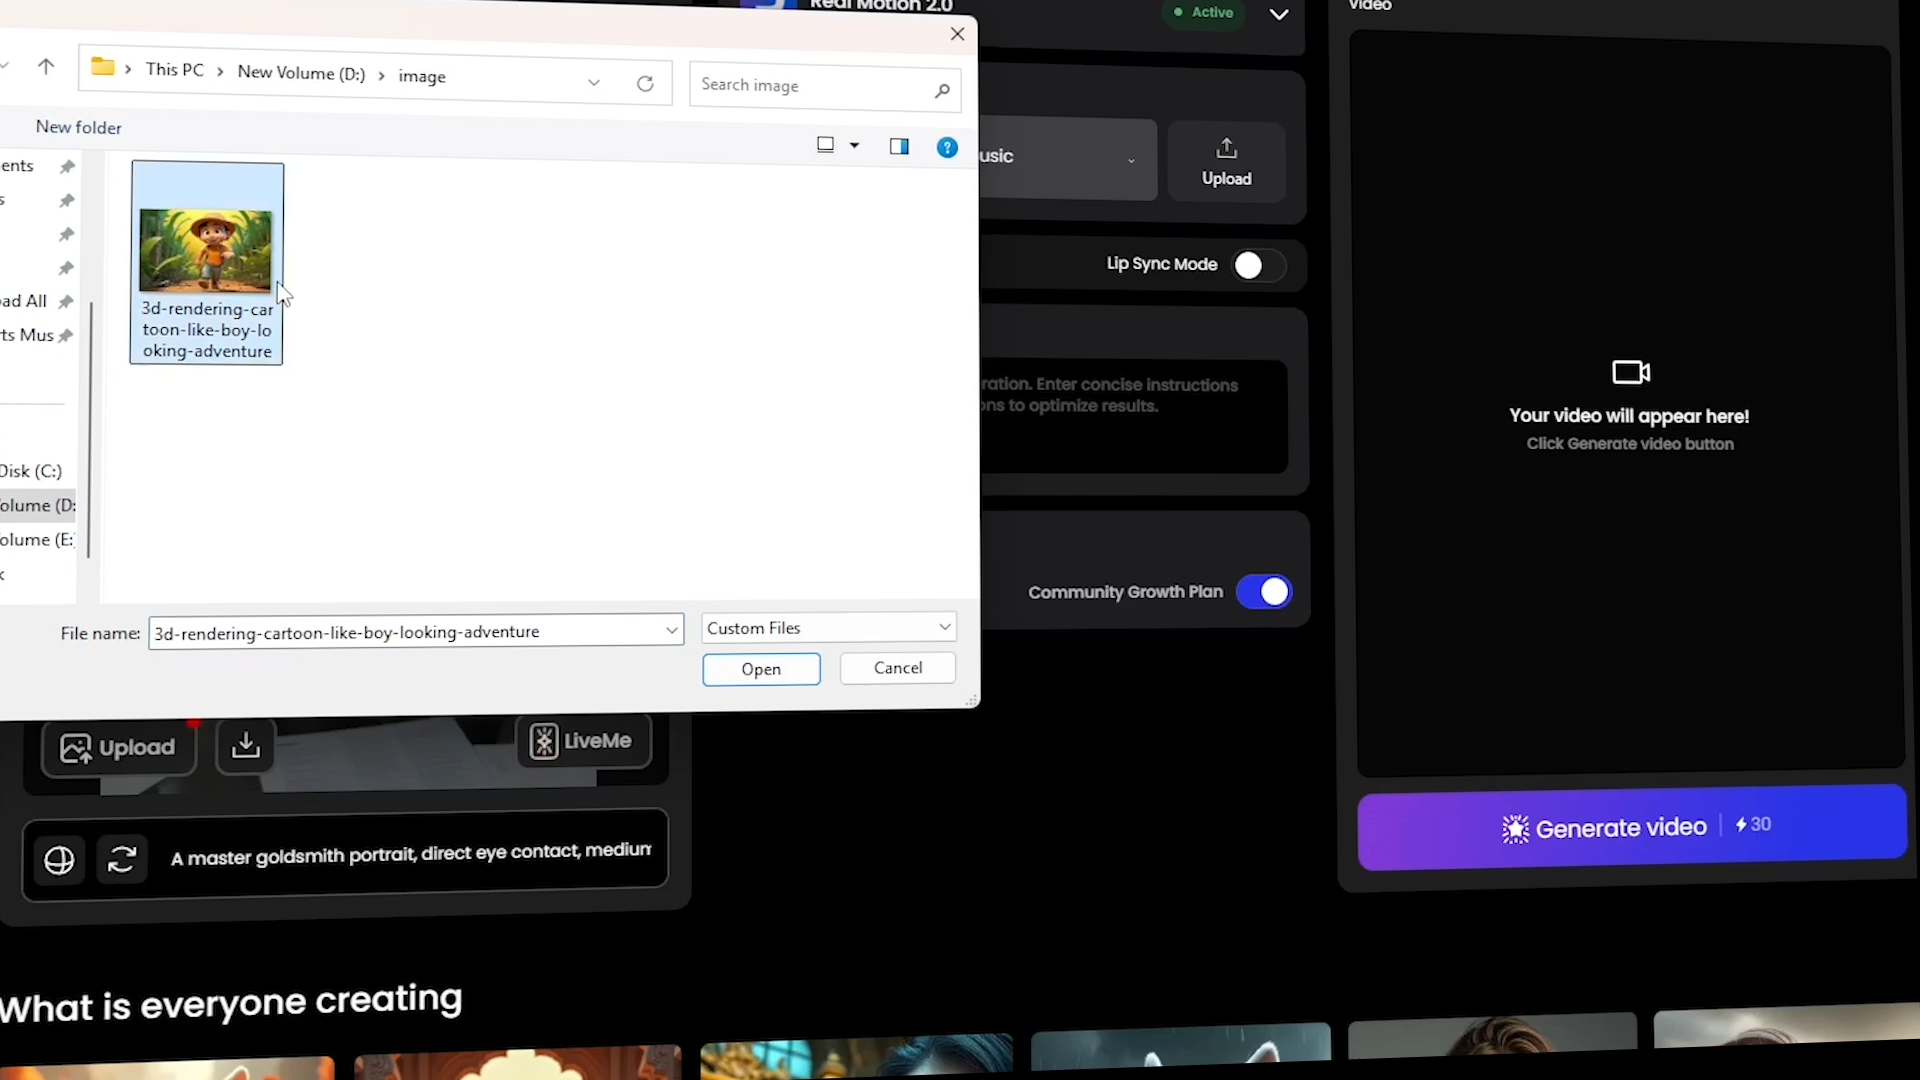 Real Motion 2.0
Active
Video
This PC
New Volume (D:)
image
Search image
New folder
ents
s
oad All
rts Mus
Disk (C:)
olume (D:
olume (E:
3d-rendering-car
toon-like-boy-lo
oking-adventure
File name:
3d-rendering-cartoon-like-boy-looking-adventure
Custom Files
Open
Cancel
usic
Upload
Lip Sync Mode
ration. Enter concise instructions
ons to optimize results.
Community Growth Plan
Your video will appear here!
Click Generate video button
Generate video
30
Upload
LiveMe
A master goldsmith portrait, direct eye contact, medium
What is everyone creating